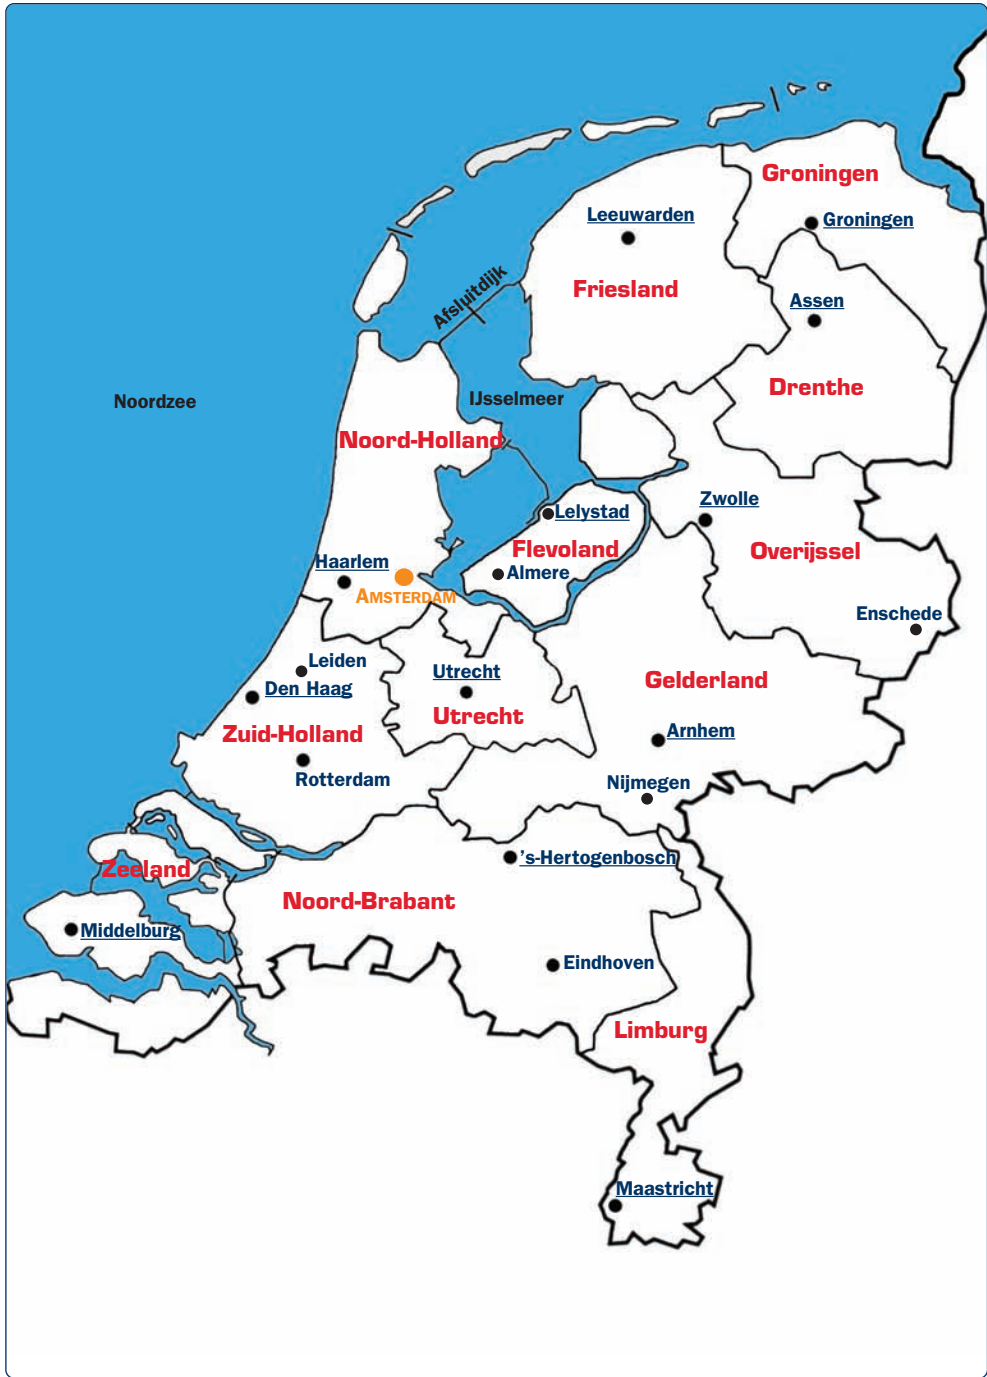 Groningen
Leeuwarden
Groningen
Afsluitdijk
Friesland
Assen
Drenthe
Noordzee
IJsselmeer
Noord-Holland
Zwolle
Lelystad
Flevoland
Overijssel
Haarlem
Almere
AMSTERDAM
Enschede
Leiden
Utrecht
Gelderland
Den Haag
Utrecht
Zuid-Holland
Arnhem
Rotterdam
Nijmegen
's-Hertogenbosch
Zeeland
Noord-Brabant
Middelburg
Eindhoven
Limburg
Maastricht